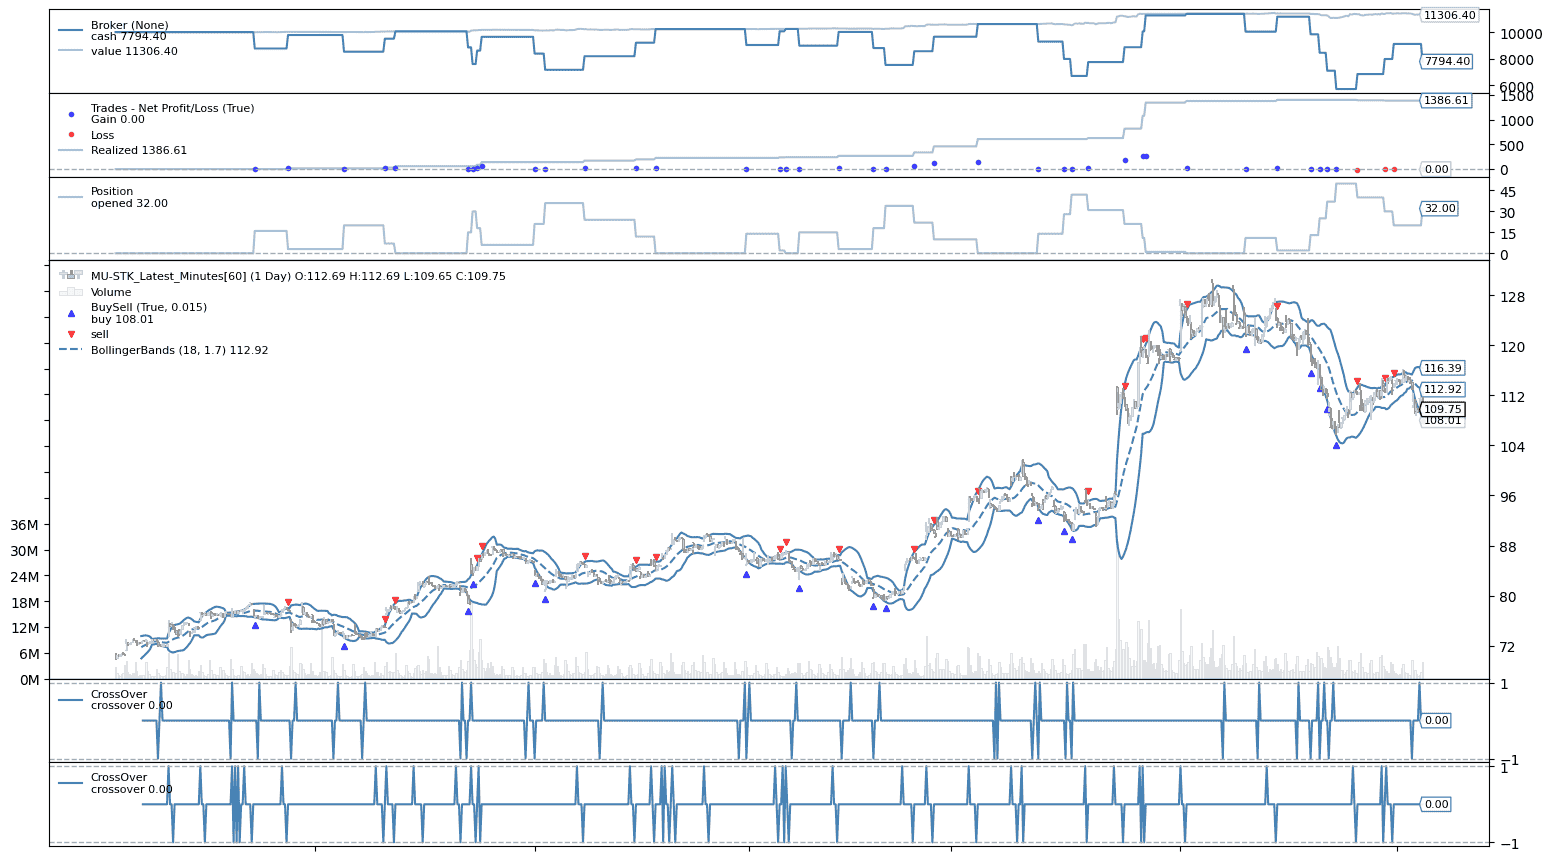 Broker (None)
cash 7794.40
value 11306.40
11306.40
10000
8000
7794.40
6000
Trades - Net Profit/Loss (True)
Gain 0.00
Loss
Realized 1386.61
1500
1386.61
1000
500
0
0.00
Position
opened 32.00
45
32.00
30
15
0
MU-STK_Latest_Minutes[60] (1 Day) O:112.69 H:112.69 L:109.65 C:109.75
Volume
BuySell (True, 0.015)
buy 108.01
sell
BollingerBands (18, 1.7) 112.92
128
120
116.39
112.92
112
109.75
108.01
104
96
88
80
72
36M
30M
24M
18M
12M
6M
0M
CrossOver
crossover 0.00
1
0.00
−1
CrossOver
crossover 0.00
1
0.00
−1